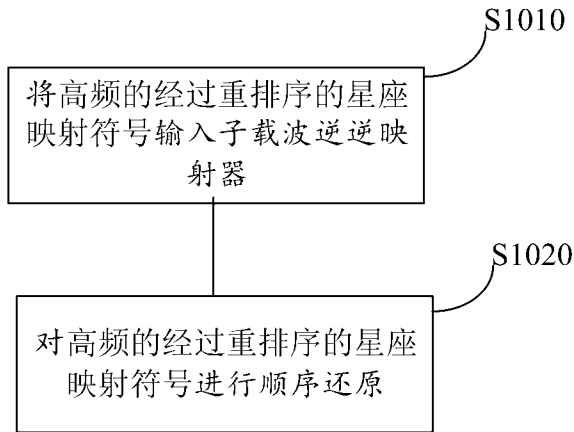 S1010
将高频的经过重排序的星座
映射符号输入子载波逆逆映
射器
S1020
对高频的经过重排序的星座
映射符号进行顺序还原